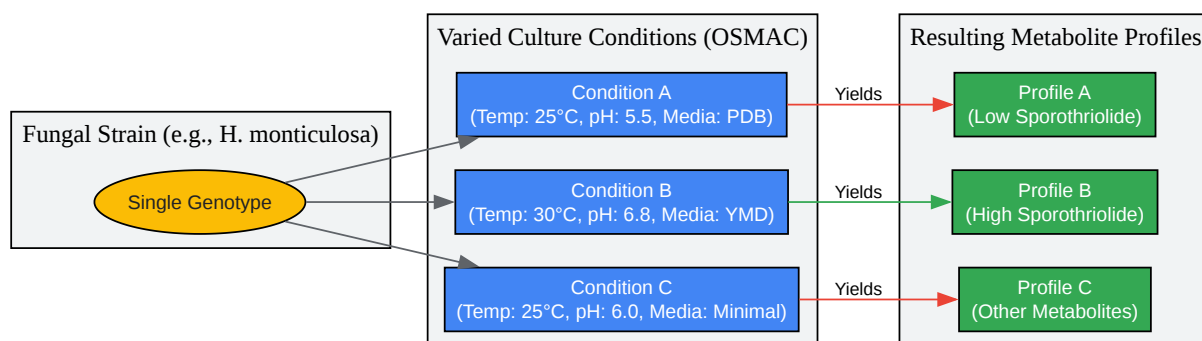 Varied Culture Conditions (OSMAC)
Resulting Metabolite Profiles
Fungal Strain (e.g., H. monticulosa)
Single Genotype
Condition A
(Temp: 25°C, pH: 5.5, Media: PDB)
Yields
Profile A
(Low Sporothriolide)
Condition B
(Temp: 30°C, pH: 6.8, Media: YMD)
Yields
Profile B
(High Sporothriolide)
Condition C
(Temp: 25°C, pH: 6.0, Media: Minimal)
Yields
Profile C
(Other Metabolites)